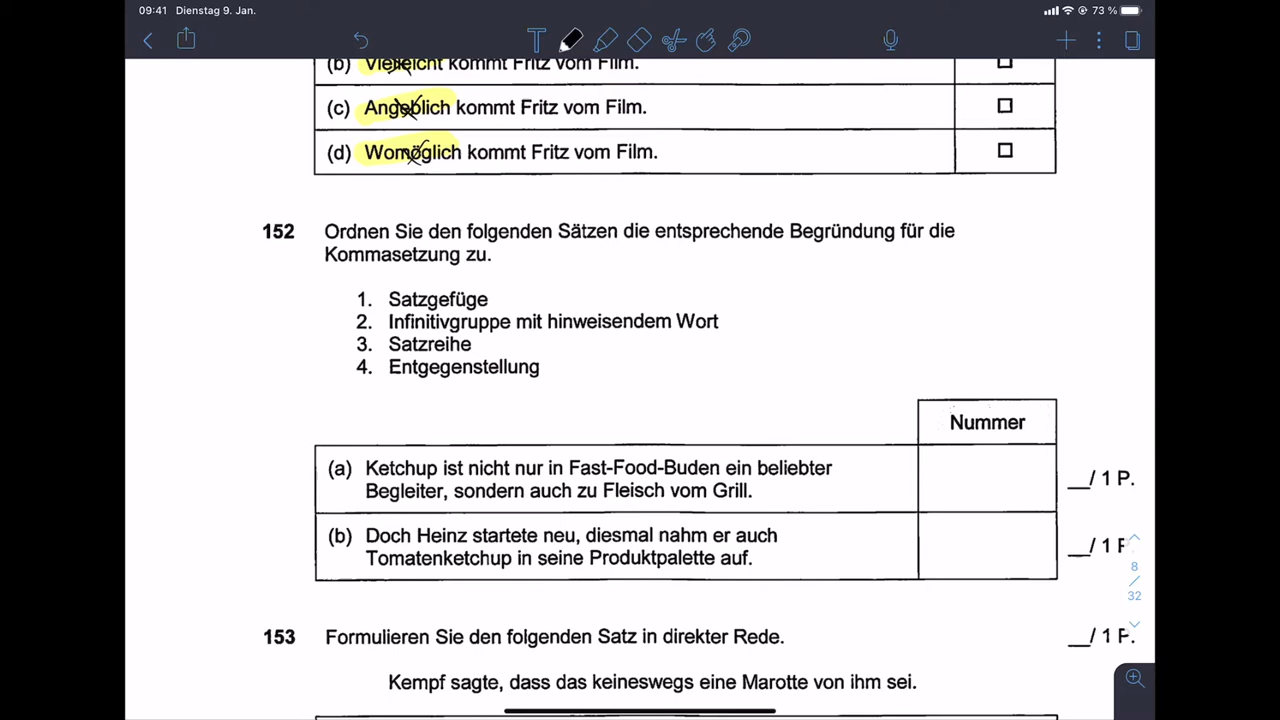 09:41 Dienstag 9. Jan.
73 %
(b) Vielleicht kommt Fritz vom Film.
(c) Angeblich kommt Fritz vom Film.
(d) Womöglich kommt Fritz vom Film.
152 Ordnen Sie den folgenden Sätzen die entsprechende Begründung für die
Kommasetzung zu.
1. Satzgefüge
2. Infinitivgruppe mit hinweisendem Wort
3. Satzreihe
4. Entgegenstellung
Nummer
(a) Ketchup ist nicht nur in Fast-Food-Buden ein beliebter
Begleiter, sondern auch zu Fleisch vom Grill.
__/ 1 P.
(b) Doch Heinz startete neu, diesmal nahm er auch
Tomatenketchup in seine Produktpalette auf.
__/ 1 P
8
/
32
153 Formulieren Sie den folgenden Satz in direkter Rede.
__/ 1 P.
Kempf sagte, dass das keineswegs eine Marotte von ihm sei.